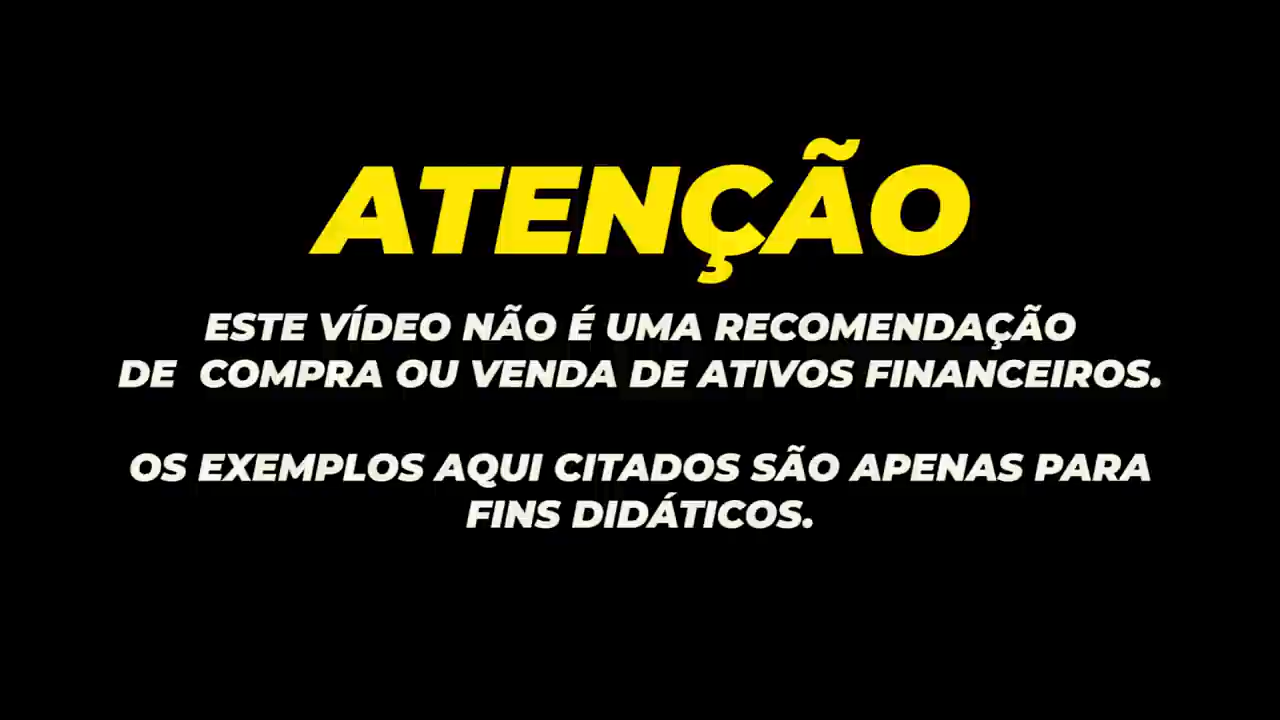 ATENÇÃO
ESTE VÍDEO NÃO É UMA RECOMENDAÇÃO
DE  COMPRA OU VENDA DE ATIVOS FINANCEIROS.
OS EXEMPLOS AQUI CITADOS SÃO APENAS PARA
FINS DIDÁTICOS.